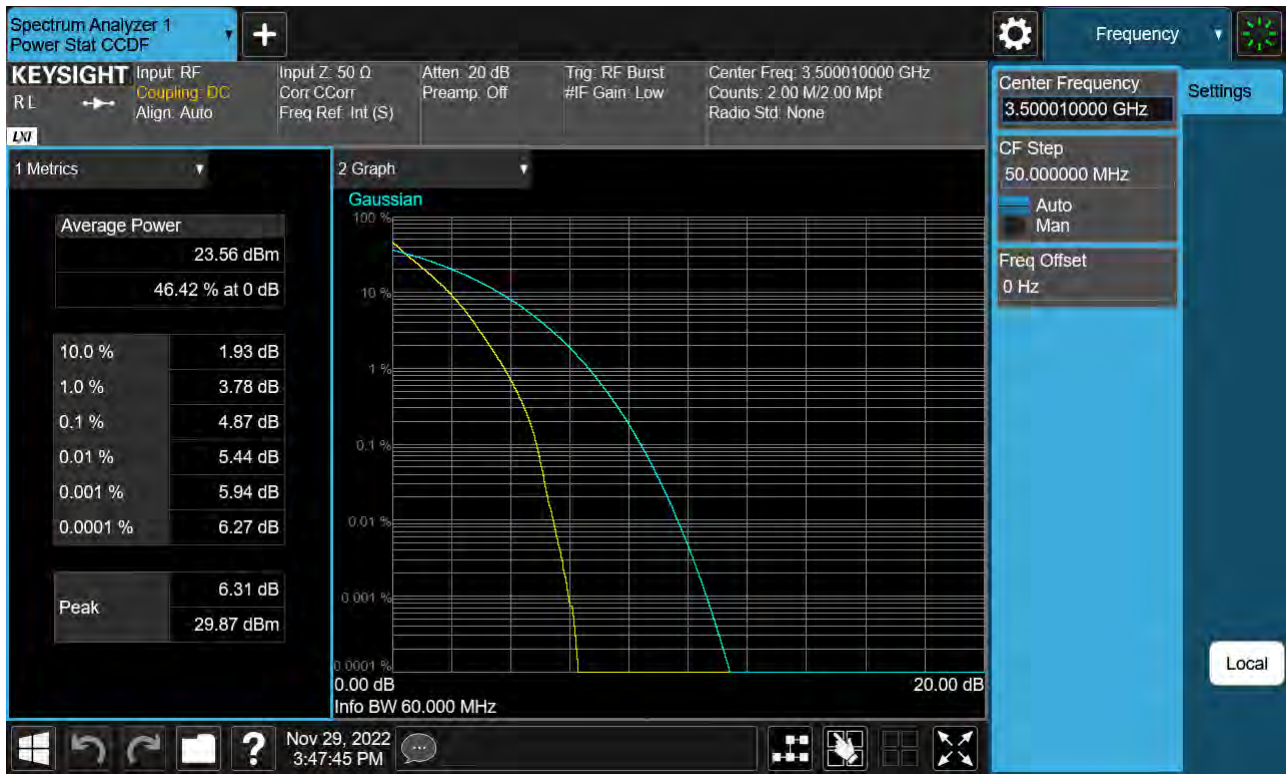 Spectrum Analyzer 1
Power Stat CCDF
+
Frequency
KEYSIGHT
RL
LXI
Input: RF
Coupling: DC
Align: Auto
Input Z: 50 Ω
Corr CCorr
Freq Ref: Int (S)
Atten: 20 dB
Preamp: Off
Trig: RF Burst
#IF Gain: Low
Center Freq: 3.500010000 GHz
Counts: 2.00 M/2.00 Mpt
Radio Std: None
Center Frequency
3.500010000 GHz
Settings
CF Step
50.000000 MHz
Auto
Man
Freq Offset
0 Hz
Local
1 Metrics
Average Power
23.56 dBm
46.42 % at 0 dB
10.0 % 1.93 dB
1.0 % 3.78 dB
0.1 % 4.87 dB
0.01 % 5.44 dB
0.001 % 5.94 dB
0.0001 % 6.27 dB
Peak
6.31 dB
29.87 dBm
2 Graph
Gaussian
100 %
10 %
1 %
0.1 %
0.01 %
0.001 %
0.0001 %
0.00 dB 20.00 dB
Info BW 60.000 MHz
?
Nov 29, 2022
3:47:45 PM